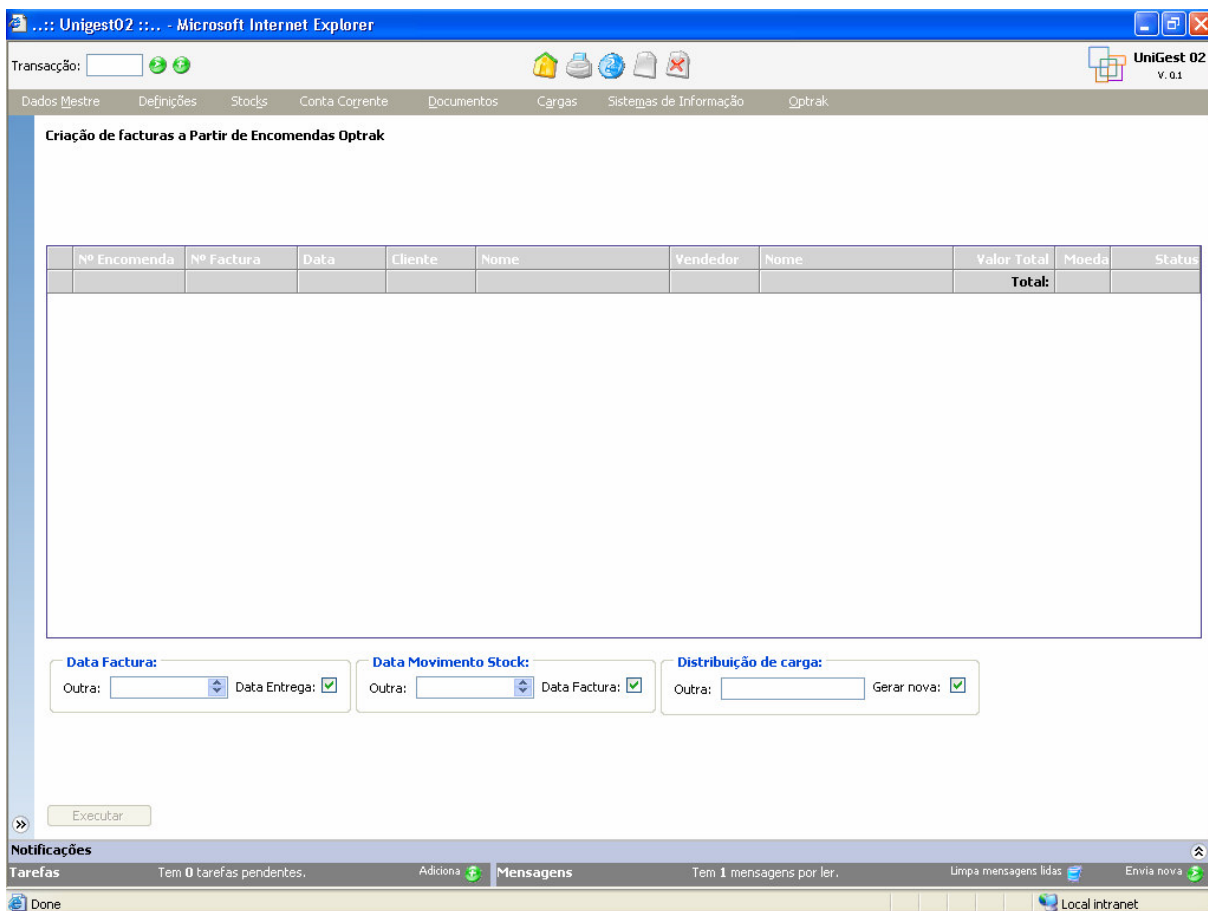 ..:: Unigest02 ::.. - Microsoft Internet Explorer
Transacção:
UniGest 02
V. 0.1
Dados Mestre Definições Stocks Conta Corrente Documentos Cargas Sistemas de Informação Optrak
Criação de facturas a Partir de Encomendas Optrak
Nº Encomenda Nº Factura Data Cliente Nome Vendedor Nome Valor Total Moeda Status
Total:
Data Factura: Data Movimento Stock: Distribuição de carga:
Outra: Data Entrega: Outra: Data Factura: Outra: Gerar nova:
Executar
Notificações
Tarefas Tem 0 tarefas pendentes. Adiciona Mensagens Tem 1 mensagens por ler. Limpa mensagens lidas Envia nova
Done Local intranet